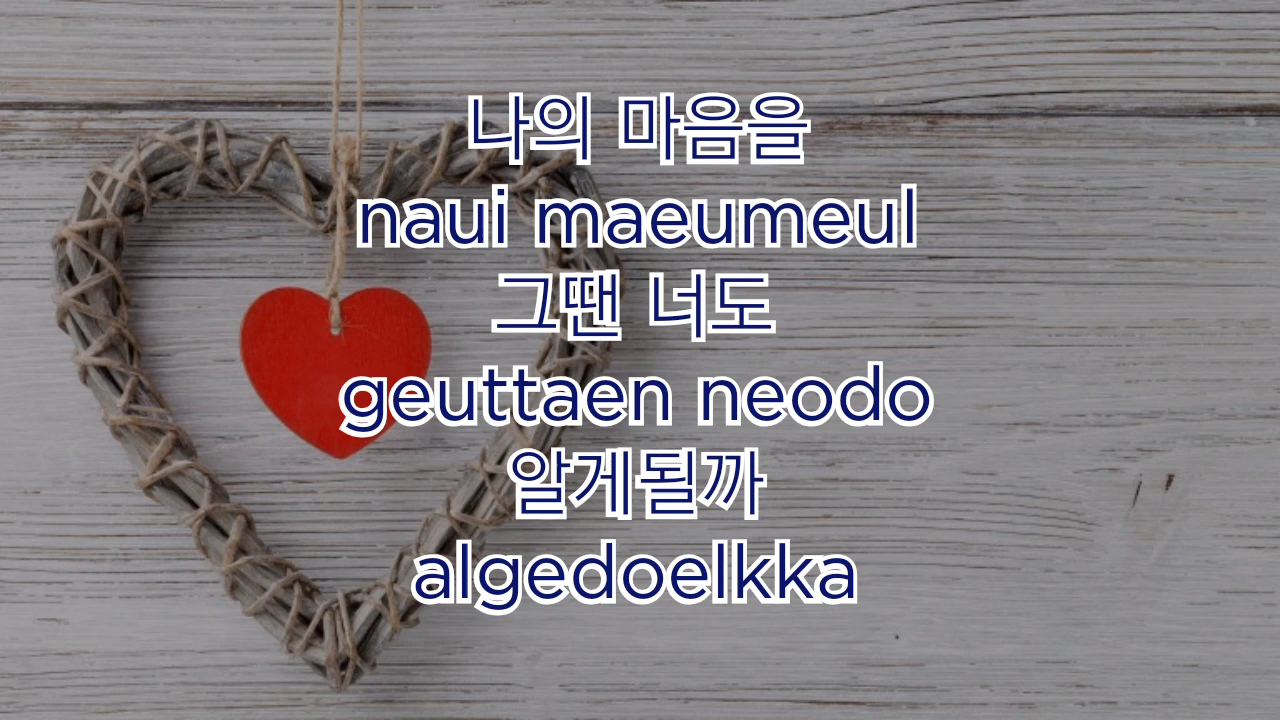 나의 마음을
naui maeumeul
그땐 너도
geuttaen neodo
알게될까
algedoelkka